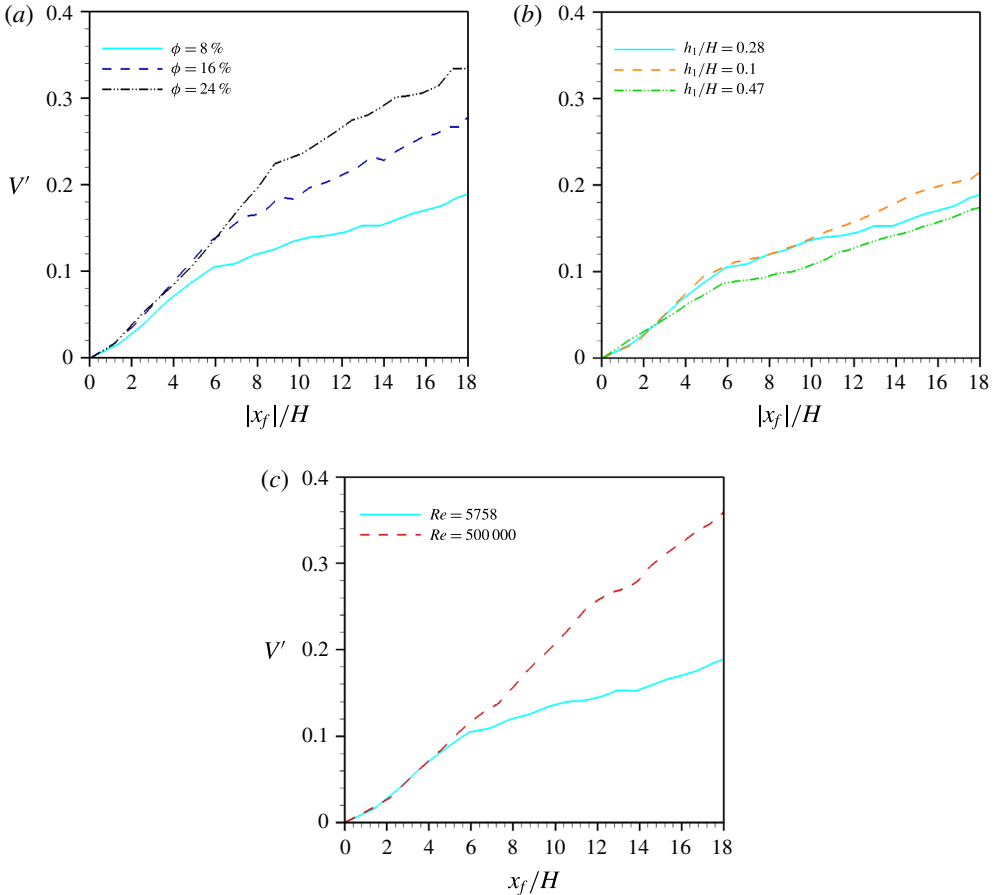 (a)
0.4
0.3
0.2
0.1
0
V′
ϕ = 8 %
ϕ = 16 %
ϕ = 24 %
0 2 4 6 8 10 12 14 16 18
|x_f|/H
(b)
0.4
0.3
0.2
0.1
0
h₁/H = 0.28
h₁/H = 0.1
h₁/H = 0.47
0 2 4 6 8 10 12 14 16 18
|x_f|/H
(c)
0.4
0.3
0.2
0.1
0
V′
Re = 5758
Re = 500 000
0 2 4 6 8 10 12 14 16 18
x_f/H